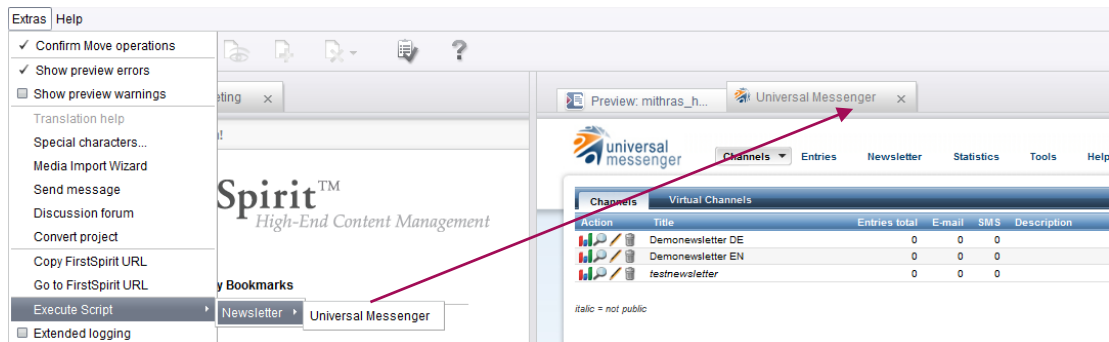 Extras Help
Confirm Move operations
Show preview errors
Show preview warnings
Translation help
Special characters...
Media Import Wizard
Send message
Discussion forum
Convert project
Copy FirstSpirit URL
Go to FirstSpirit URL
Execute Script
Extended logging
Newsletter
Universal Messenger
eting
!
Spirit™
High-End Content Management
y Bookmarks
Preview: mithras_h...
Universal Messenger
universal
messenger
Channels Entries Newsletter Statistics Tools Help
Channels Virtual Channels
Action Title Entries total E-mail SMS Description
Demonewsletter DE 0 0 0
Demonewsletter EN 0 0 0
testnewsletter 0 0 0
italic = not public